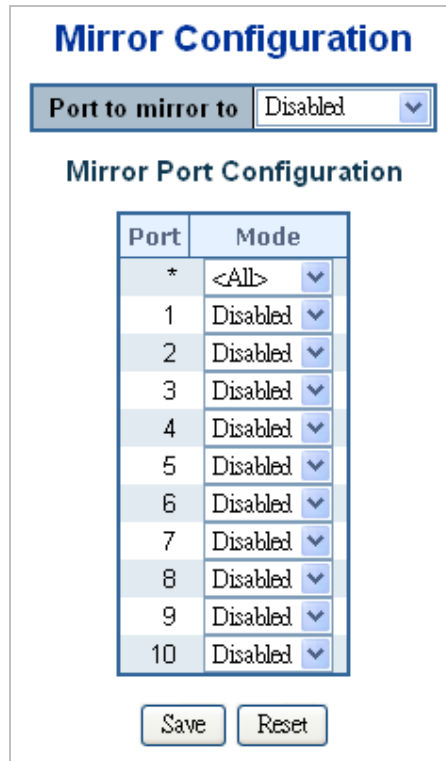 Mirror Configuration
Port to mirror to Disabled
Mirror Port Configuration
Port Mode
* <All>
1 Disabled
2 Disabled
3 Disabled
4 Disabled
5 Disabled
6 Disabled
7 Disabled
8 Disabled
9 Disabled
10 Disabled
Save Reset